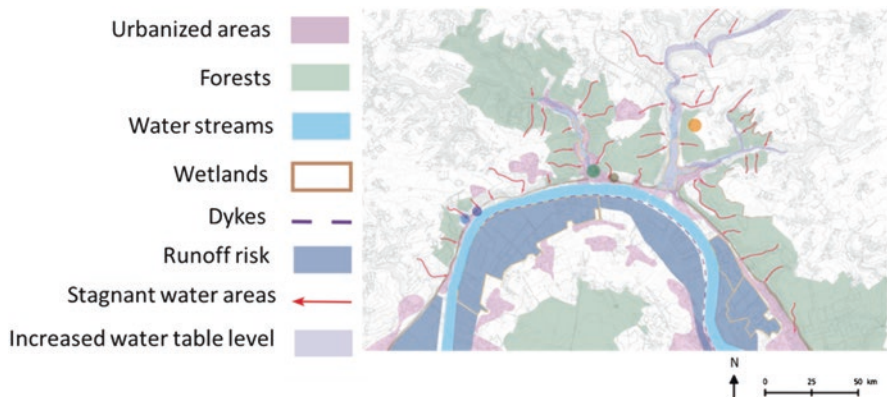 Urbanized areas
Forests
Water streams
Wetlands
Dykes
Runoff risk
Stagnant water areas
Increased water table level
N
0 25 50 km